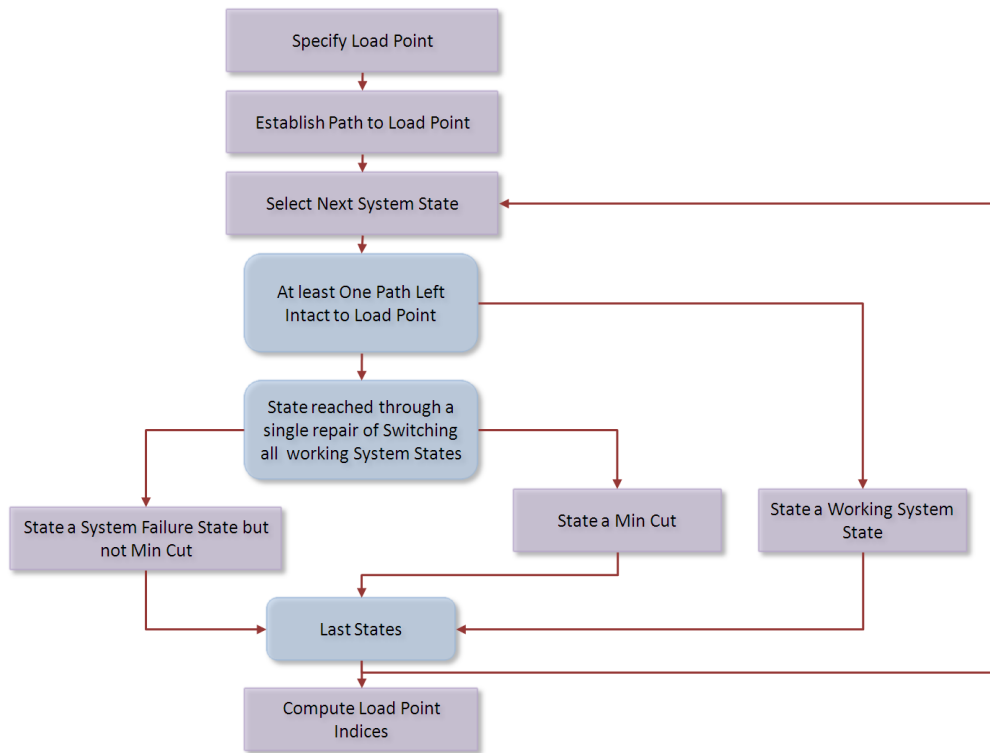 Specify Load Point
Establish Path to Load Point
Select Next System State
At least One Path Left
Intact to Load Point
State reached through a
single repair of Switching
all working System States
State a System Failure State but
not Min Cut
State a Min Cut
State a Working System
State
Last States
Compute Load Point
Indices